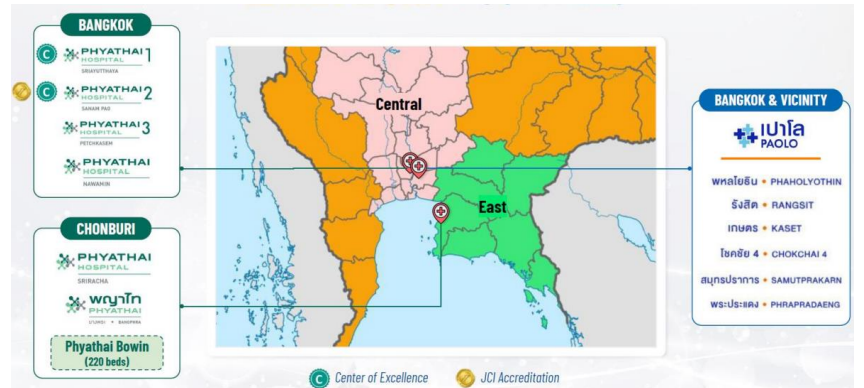 BANGKOK
C PHYATHAI 1
HOSPITAL
SRIAYUTTHAYA
C PHYATHAI 2
HOSPITAL
SANAM PAO
PHYATHAI 3
HOSPITAL
PETCHKASEM
PHYATHAI
HOSPITAL
NAWAMIN
CHONBURI
PHYATHAI
HOSPITAL
SRIRACHA
พญาไท
PHYATHAI
Phyathai Bowin
(220 beds)
Central
East
BANGKOK & VICINITY
เปาโล
PAOLO
พหลโยธิน • PHAHOLYOTHIN
รังสิต • RANGSIT
เกษตร • KASET
โชคชัย 4 • CHOKCHAI 4
สมุทรปราการ • SAMUTPRAKARN
พระประแดง • PHRAPRADAENG
C Center of Excellence
JCI Accreditation